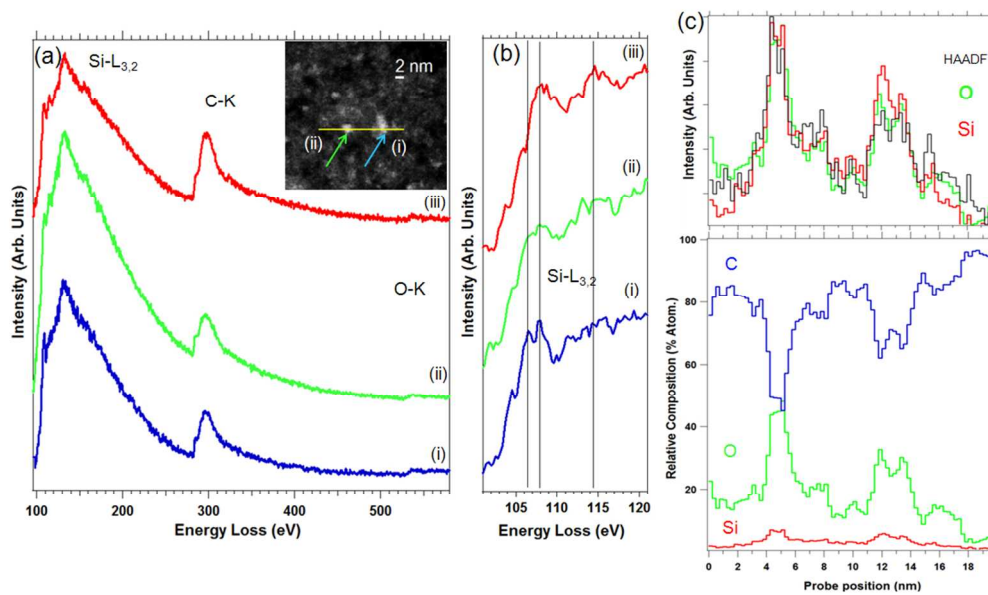 (a)
Si-L3,2
C-K
2 nm
(ii)
(i)
(iii)
O-K
(ii)
(i)
Intensity (Arb. Units)
100 200 300 400 500
Energy Loss (eV)
(b)
(iii)
(ii)
Si-L3,2
(i)
Intensity (Arb. Units)
105 110 115 120
Energy Loss (eV)
(c)
HAADF
O
Si
Intensity (Arb. Units)
100
80
60
40
20
C
O
Si
Relative Composition (% Atom.)
0 2 4 6 8 10 12 14 16 18
Probe position (nm)